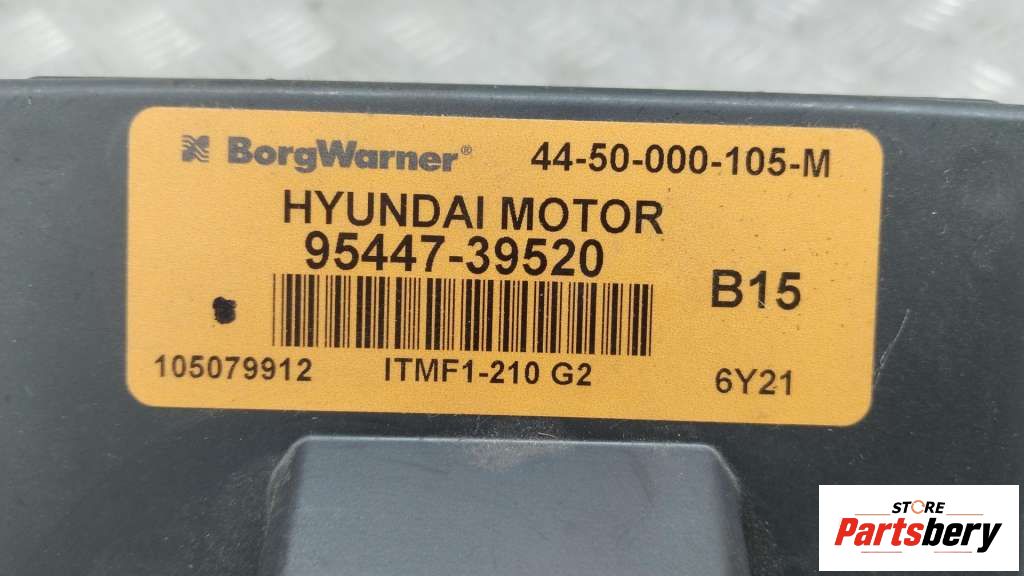 BorgWarner® 44-50-000-105-M
HYUNDAI MOTOR
95447-39520
B15
105079912 ITMF1-210 G2 6Y21
STORE
Partsbery